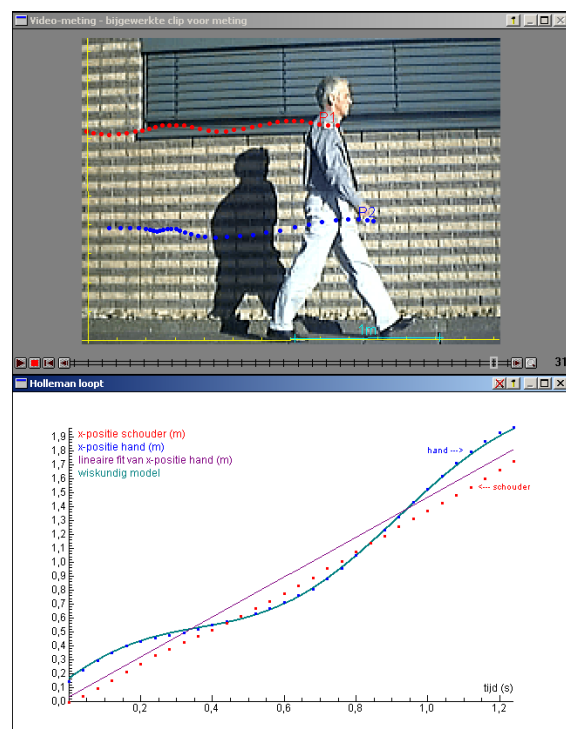 Video-meting - bijgewerkte clip voor meting
P1
P2
1m
31
Holleman loopt
x-positie schouder (m)
x-positie hand (m)
lineaire fit van x-positie hand (m)
wiskundig model
hand --->
<--- schouder
1,9
1,8
1,7
1,6
1,5
1,4
1,3
1,2
1,1
1,0
0,9
0,8
0,7
0,6
0,5
0,4
0,3
0,2
0,1
0,0
tijd (s)
0,2
0,4
0,6
0,8
1,0
1,2